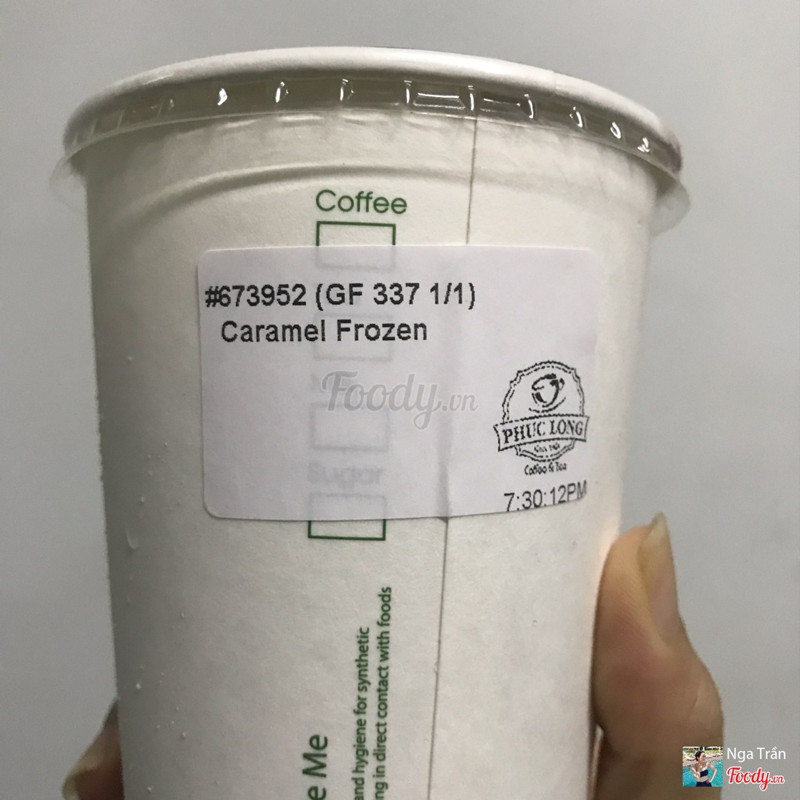 Coffee
#673952 (GF 337 1/1)
Caramel Frozen
Foody.vn
PHUC LONG
Coffee & Tea
Sugar
7:30:12PM
e Me
and hygiene for synthetic
ng in direct contact with foods
Nga Trần
Foody.vn